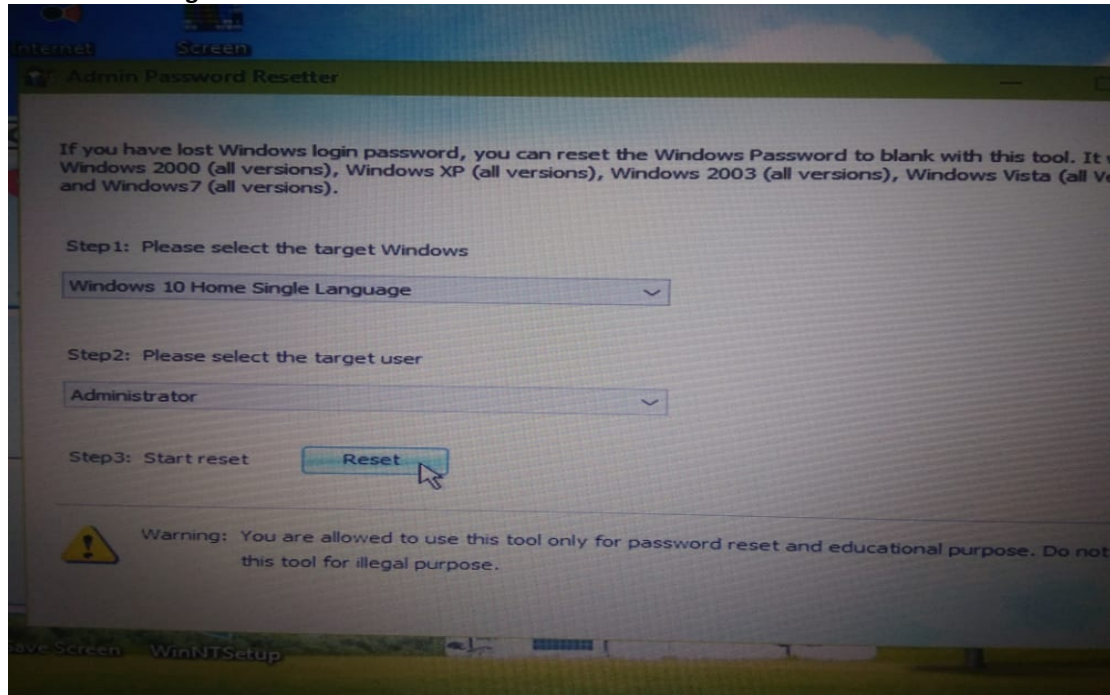 Internet
Screen
Admin Password Resetter
If you have lost Windows login password, you can reset the Windows Password to blank with this tool. It
Windows 2000 (all versions), Windows XP (all versions), Windows 2003 (all versions), Windows Vista (all
and Windows7 (all versions).
Step1: Please select the target Windows
Windows 10 Home Single Language
Step2: Please select the target user
Administrator
Step3: Start reset
Reset
Warning: You are allowed to use this tool only for password reset and educational purpose. Do not
this tool for illegal purpose.
Screen
WinNTSetup